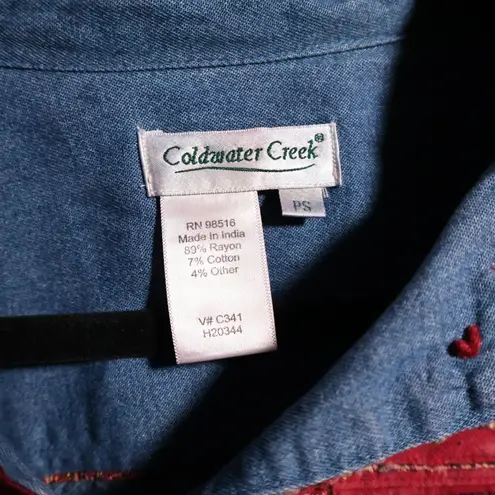 Coldwater Creek®
PS
RN 98516
Made in India
89% Rayon
7% Cotton
4% Other
V# C341
H20344